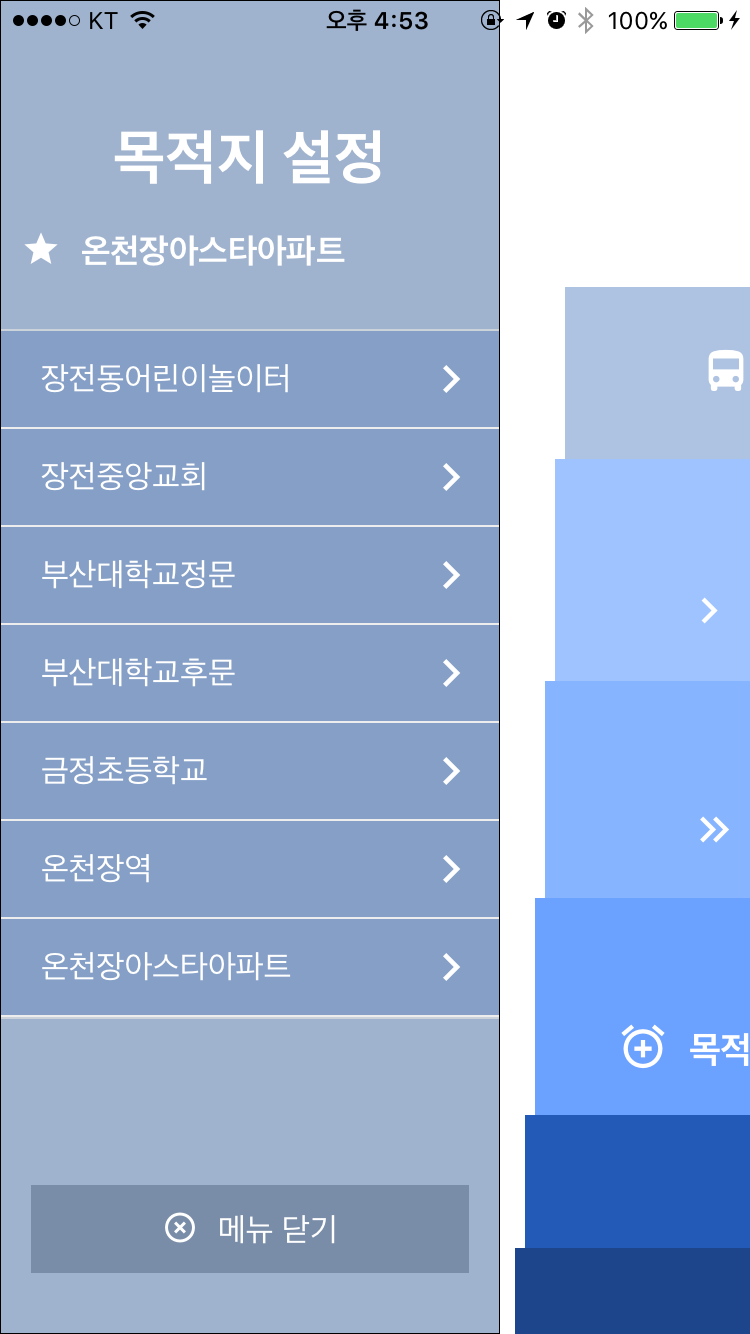 KT 오후 4:53 100%
목적지 설정
온천장아스타아파트
장전동어린이놀이터
장전중앙교회
부산대학교정문
부산대학교후문
금정초등학교
온천장역
온천장아스타아파트
목적
메뉴 닫기